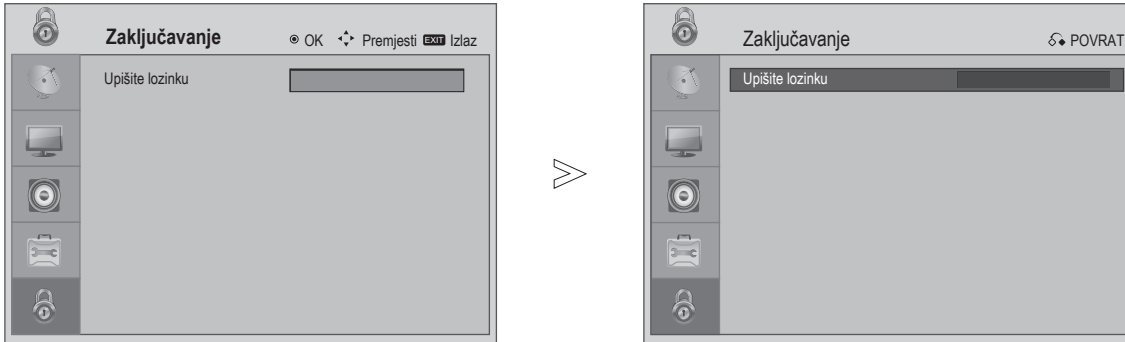 Zaključavanje OK Premjesti EXIT Izlaz
Upišite lozinku
Zaključavanje POVRAT
Upišite lozinku